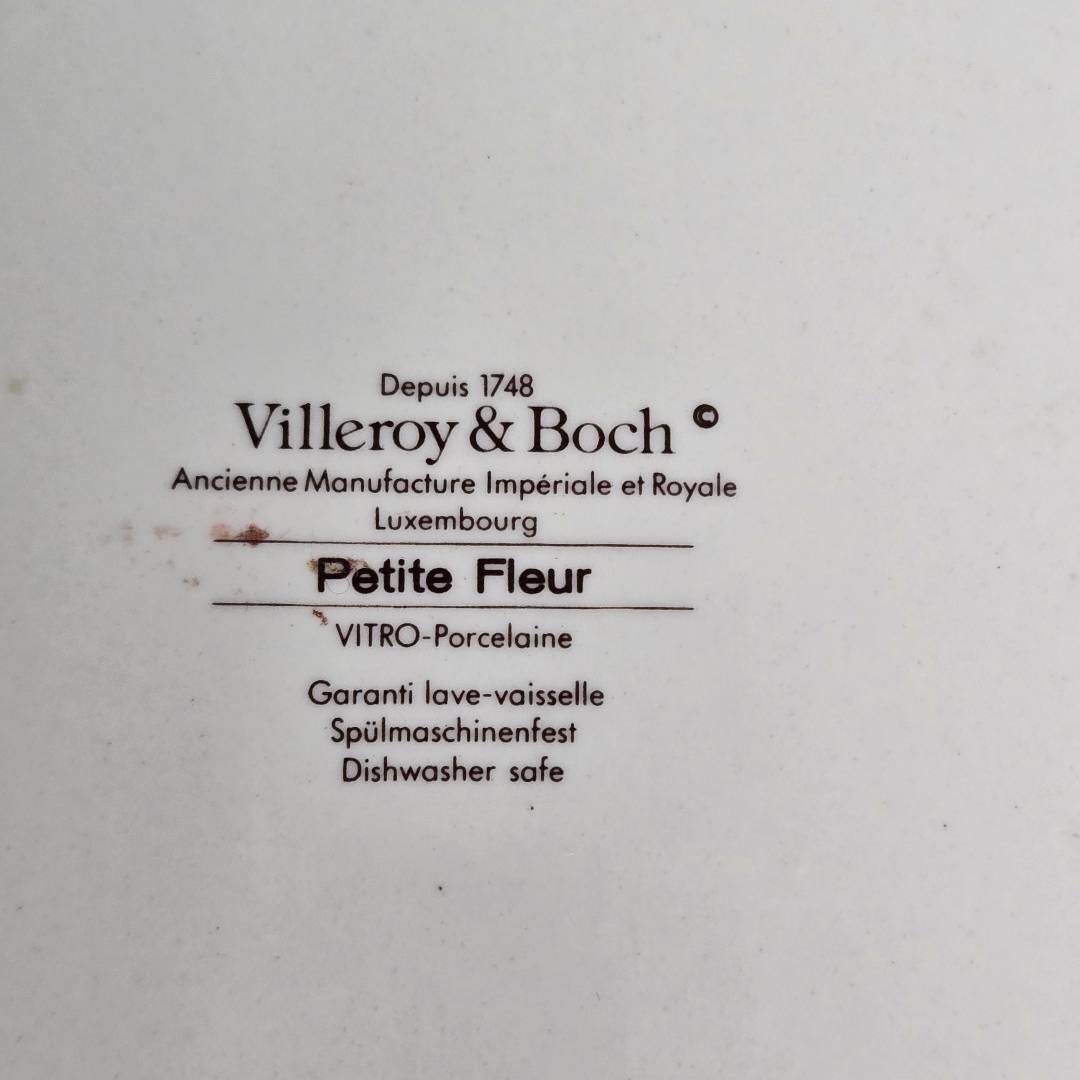 Depuis 1748
Villeroy & Boch ©
Ancienne Manufacture Impériale et Royale
Luxembourg
Petite Fleur
VITRO-Porcelaine
Garanti lave-vaisselle
Spülmaschinenfest
Dishwasher safe